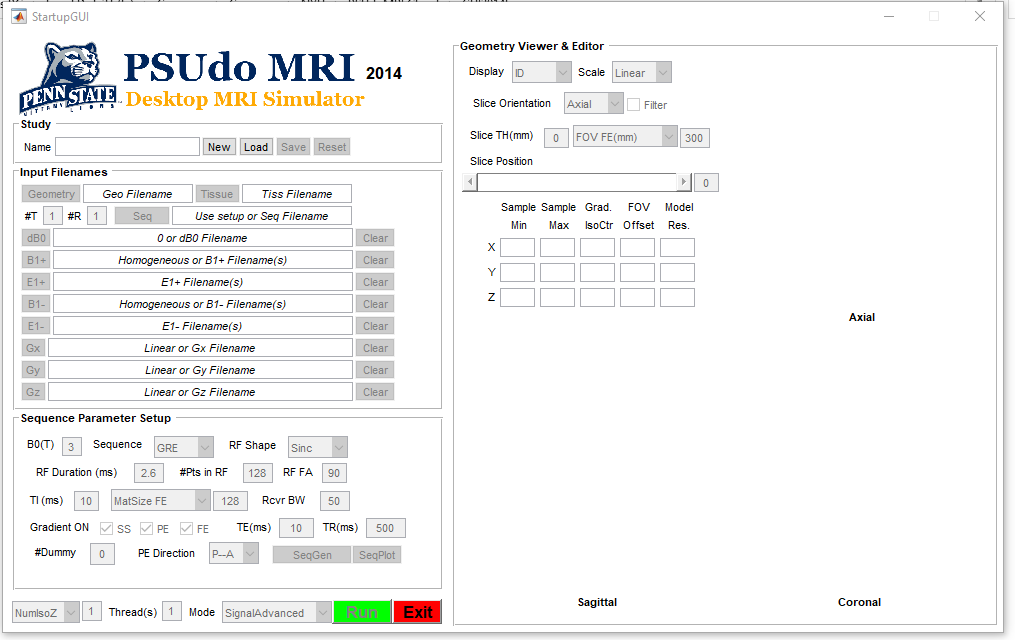 StartupGUI
PSUdo MRI 2014
Desktop MRI Simulator
PENN STATE
NITTANY LIONS
Study
Name New Load Save Reset
Input Filenames
Geometry Geo Filename Tissue Tiss Filename
#T 1 #R 1 Seq Use setup or Seq Filename
dB0 0 or dB0 Filename Clear
B1+ Homogeneous or B1+ Filename(s) Clear
E1+ E1+ Filename(s) Clear
B1- Homogeneous or B1- Filename(s) Clear
E1- E1- Filename(s) Clear
Gx Linear or Gx Filename Clear
Gy Linear or Gy Filename Clear
Gz Linear or Gz Filename Clear
Sequence Parameter Setup
B0(T) 3 Sequence GRE RF Shape Sinc
RF Duration (ms) 2.6 #Pts in RF 128 RF FA 90
TI (ms) 10 MatSize FE 128 Rcvr BW 50
Gradient ON SS PE FE TE(ms) 10 TR(ms) 500
#Dummy 0 PE Direction P--A SeqGen SeqPlot
NumIsoZ 1 Thread(s) 1 Mode SignalAdvanced Run Exit
Geometry Viewer & Editor
Display ID Scale Linear
Slice Orientation Axial Filter
Slice TH(mm) 0 FOV FE(mm) 300
Slice Position
0
Sample Sample Grad. FOV Model
Min Max IsoCtr Offset Res.
X
Y
Z
Axial
Sagittal Coronal